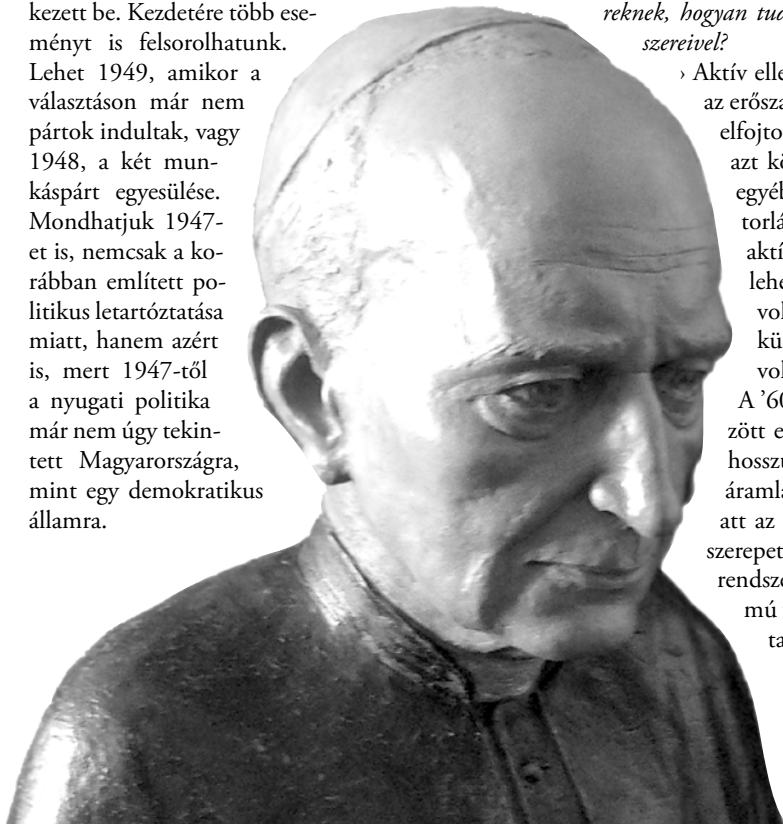 kezett be. Kezdetére több ese-
ményt is felsorolhatunk.
Lehet 1949, amikor a
választáson már nem
pártok indultak, vagy
1948, a két mun-
káspárt egyesülése.
Mondhatjuk 1947-
et is, nemcsak a ko-
rábban említett po-
litikus letartóztatása
miatt, hanem azért
is, mert 1947-től
a nyugati politika
már nem úgy tekin-
tett Magyarországra,
mint egy demokratikus
államra.
reknek, hogyan tud
szereivel?
› Aktív elle
az erősza
elfojto
azt kö
egyéb
torlá
aktí
lehe
vol
kü
vol
A ’60
zött e
hosszú
áramla
att az
szerepet
rendsze
mú
ta